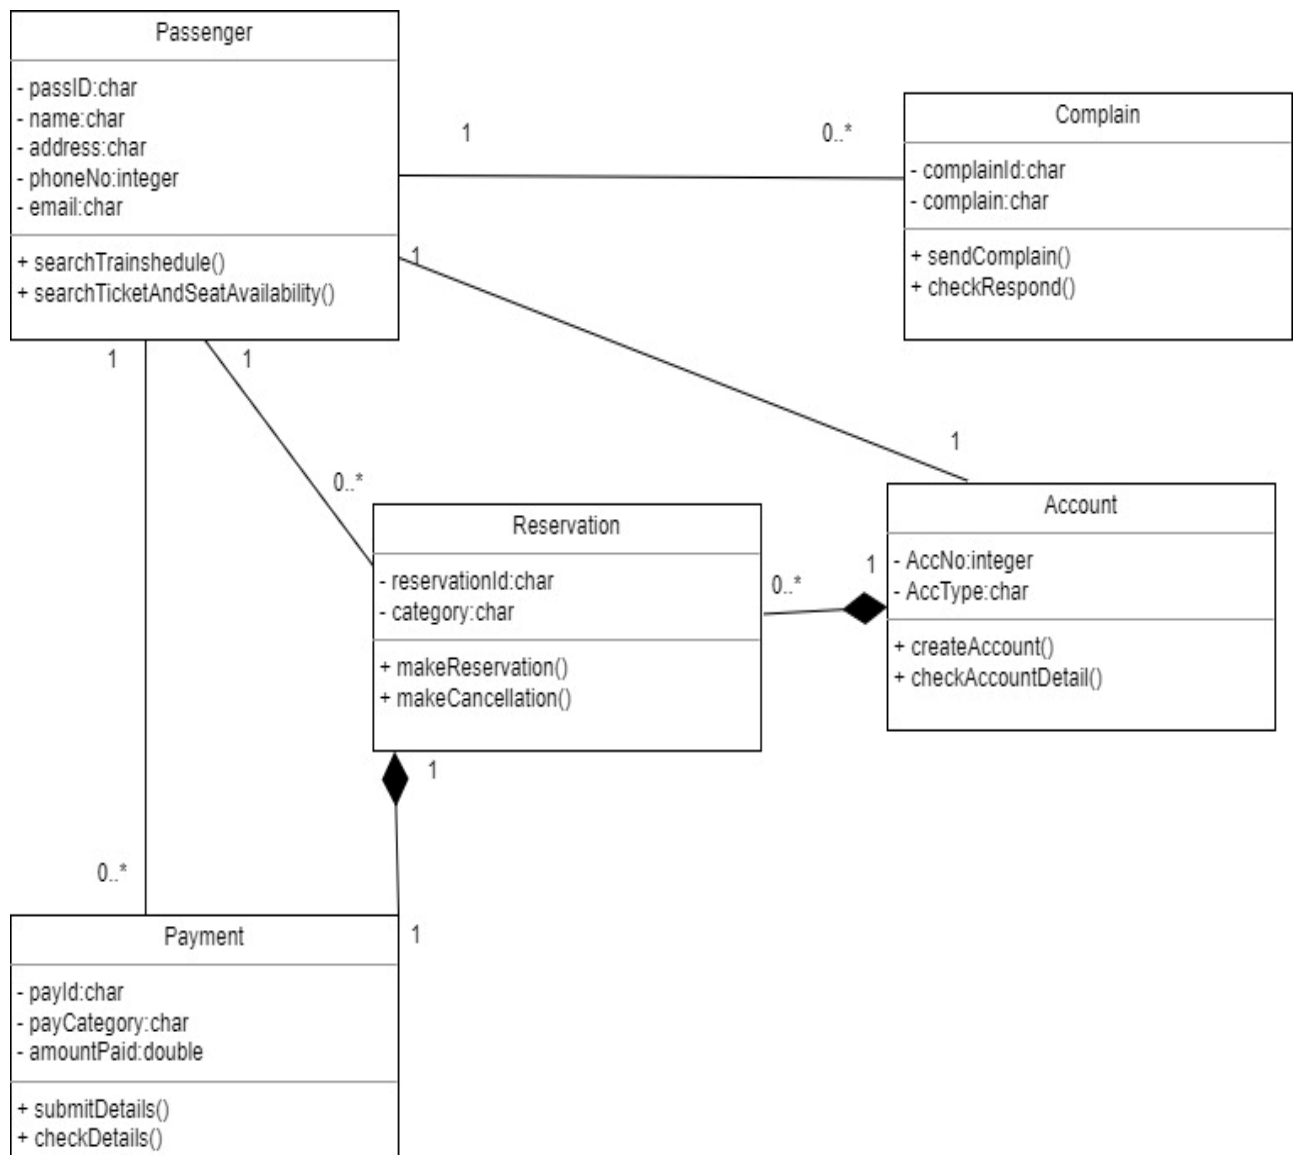 Passenger
- passID:char
- name:char
- address:char
- phoneNo:integer
- email:char
+ searchTrainshedule()
+ searchTicketAndSeatAvailability()
1
0..*
Complain
- complainId:char
- complain:char
+ sendComplain()
+ checkRespond()
1
1
1
1
0..*
Reservation
- reservationId:char
- category:char
+ makeReservation()
+ makeCancellation()
0..*
1
Account
- AccNo:integer
- AccType:char
+ createAccount()
+ checkAccountDetail()
1
0..*
1
Payment
- payId:char
- payCategory:char
- amountPaid:double
+ submitDetails()
+ checkDetails()